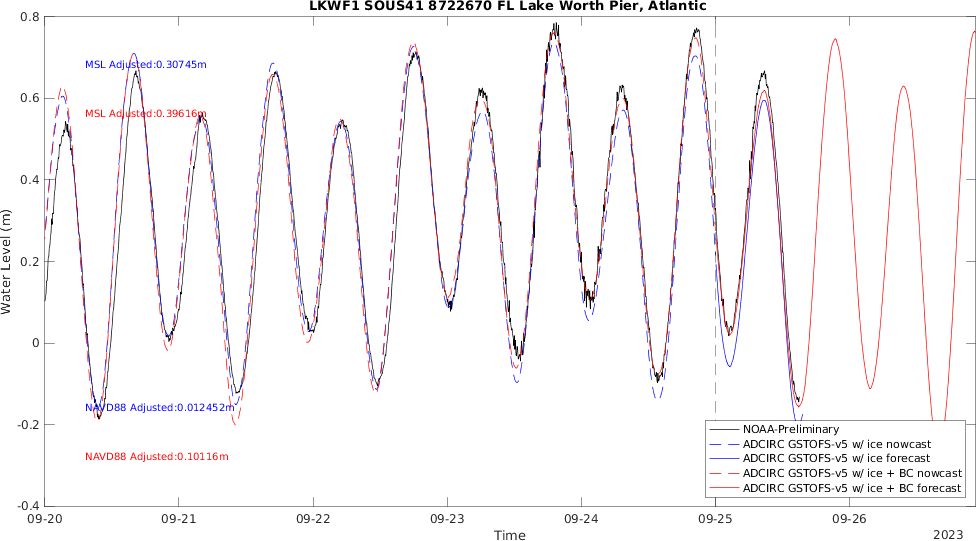 LKWF1 SOUS41 8722670 FL Lake Worth Pier, Atlantic
0.8
MSL Adjusted:0.30745m
0.6
MSL Adjusted:0.39616m
0.4
Water Level (m)
0.2
0
NAVD88 Adjusted:0.012452m
-0.2
NAVD88 Adjusted:0.10116m
-0.4
NOAA-Preliminary
ADCIRC GSTOFS-v5 w/ ice nowcast
ADCIRC GSTOFS-v5 w/ ice forecast
ADCIRC GSTOFS-v5 w/ ice + BC nowcast
ADCIRC GSTOFS-v5 w/ ice + BC forecast
09-20 09-21 09-22 09-23 09-24 09-25 09-26
Time
2023